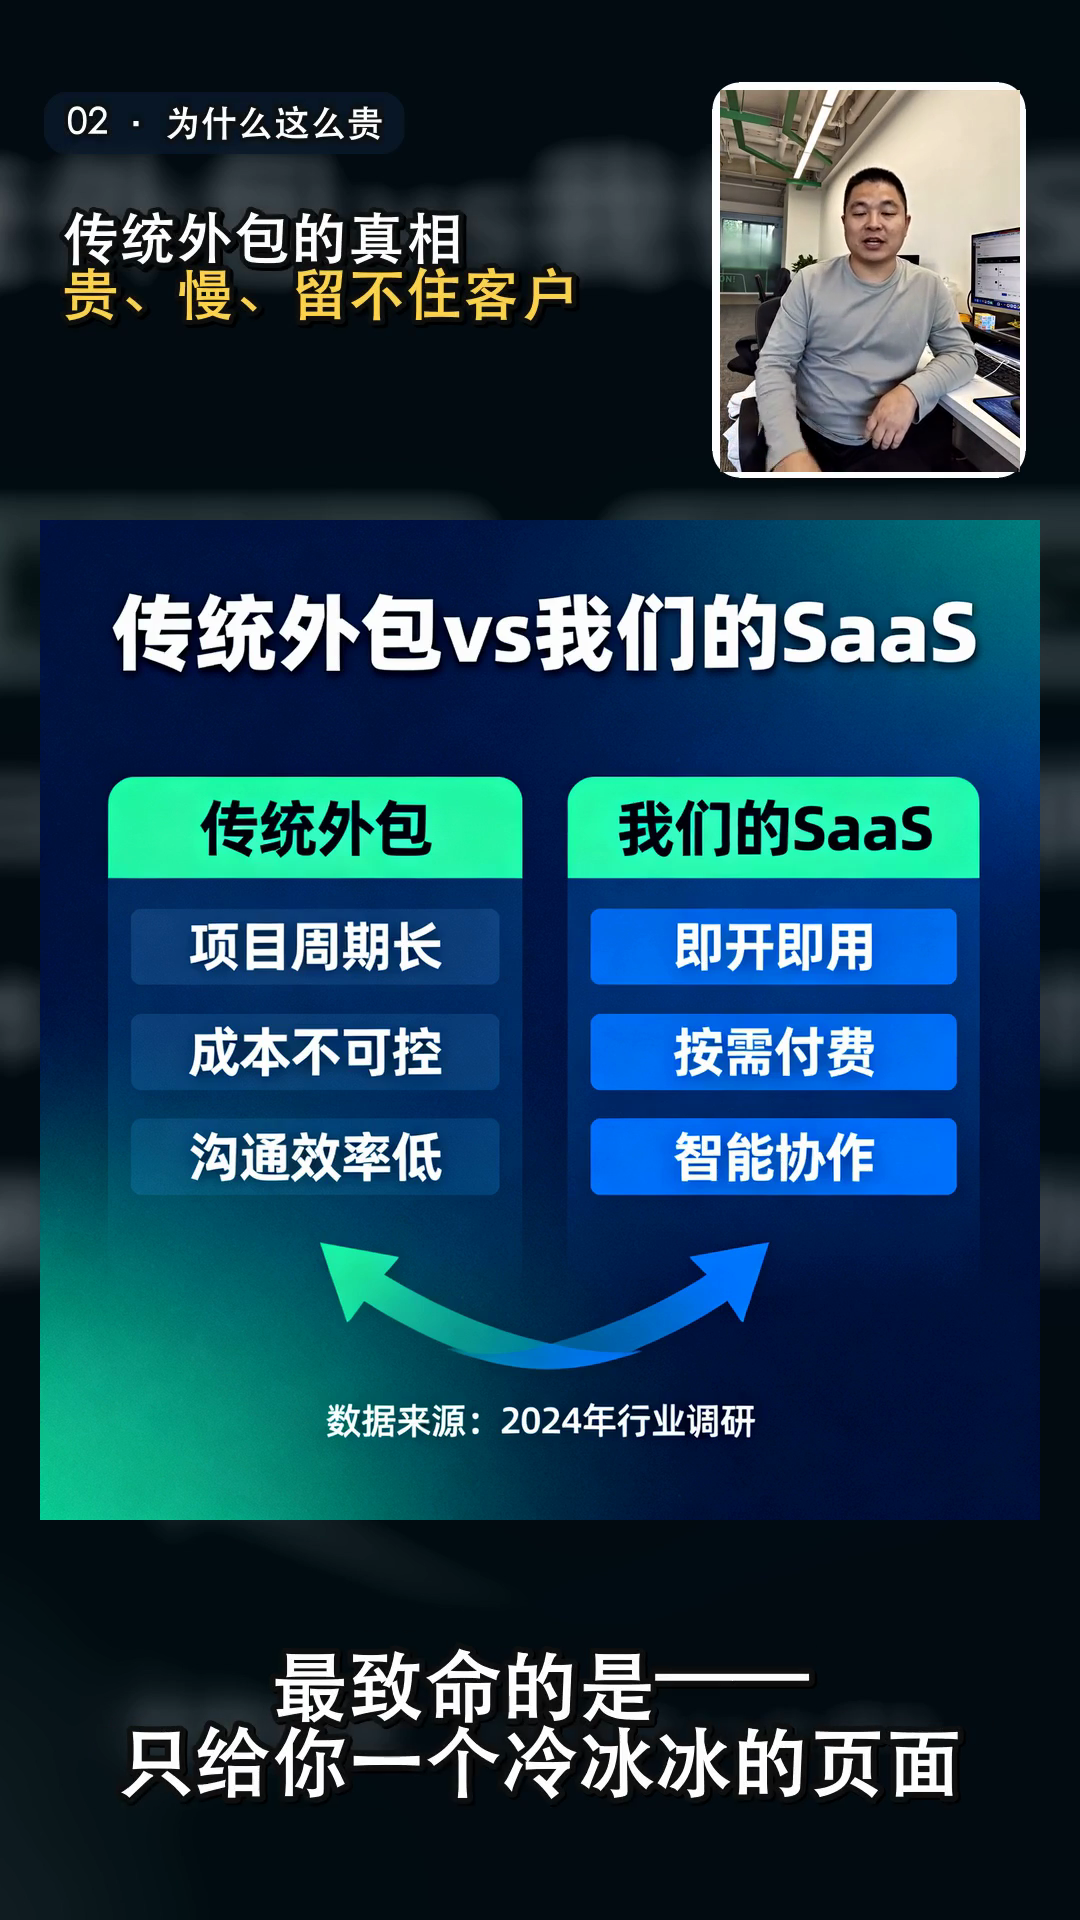 02 · 为什么这么贵
传统外包的真相
贵、慢、留不住客户
传统外包vs我们的SaaS
传统外包
我们的SaaS
项目周期长
即开即用
成本不可控
按需付费
沟通效率低
智能协作
数据来源：2024年行业调研
最致命的是——
只给你一个冷冰冰的页面